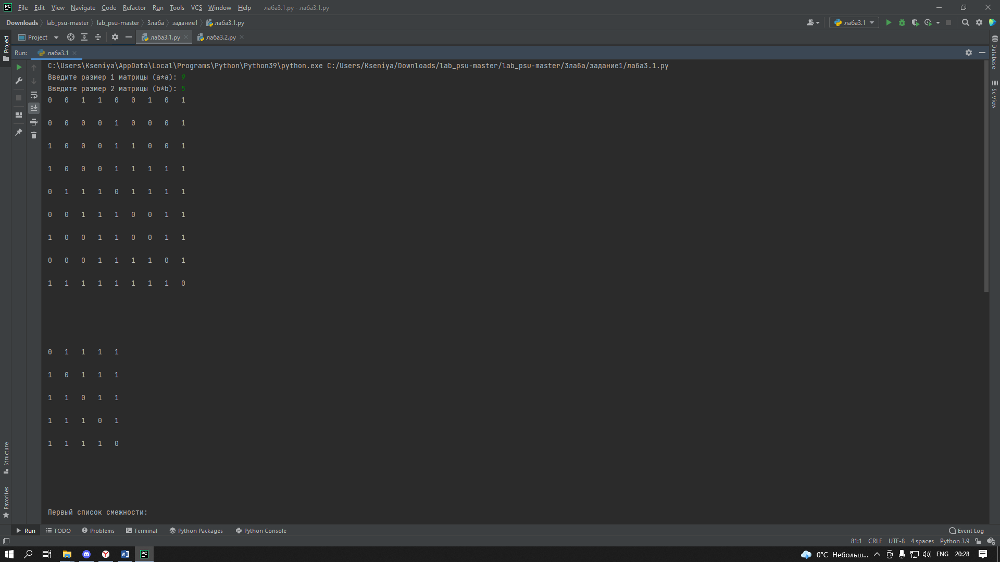 PC File Edit View Navigate Code Refactor Run Tools VCS Window Help лаба3.1.py - лаба3.1.py
Downloads lab_psu-master lab_psu-master 3лаба задание1 лаба3.1.py лаба3.1
Project лаба3.1.py лаба3.2.py
Project
Run: лаба3.1
Database
SciView
C:\Users\Kseniya\AppData\Local\Programs\Python\Python39\python.exe C:/Users/Kseniya/Downloads/lab_psu-master/lab_psu-master/3лаба/задание1/лаба3.1.py
Введите размер 1 матрицы (a*a): 9
Введите размер 2 матрицы (b*b): 5
0 0 1 1 0 0 1 0 1
0 0 0 0 1 0 0 0 1
1 0 0 0 1 1 0 0 1
1 0 0 0 1 1 1 1 1
0 1 1 1 0 1 1 1 1
0 0 1 1 1 0 0 1 1
1 0 0 1 1 0 0 1 1
0 0 0 1 1 1 1 0 1
1 1 1 1 1 1 1 1 0
0 1 1 1 1
1 0 1 1 1
1 1 0 1 1
1 1 1 0 1
1 1 1 1 0
Первый список смежности:
Structure
Favorites
Run TODO Problems Terminal Python Packages Python Console Event Log
81:1 CRLF UTF-8 4 spaces Python 3.9
PC 0°C Небольш... ENG 20:28